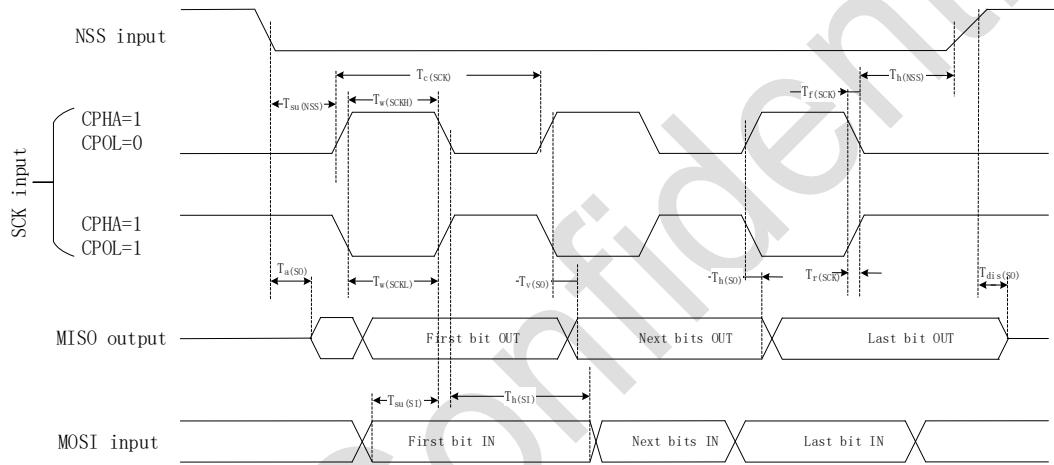 NSS input
Tc(SCK)
Tsu(NSS)
Tw(SCKH)
Tf(SCK)
Th(NSS)
CPHA=1
CPOL=0
SCK input
CPHA=1
CPOL=1
Ta(SO)
Tw(SCKL)
Tv(SO)
Th(SO)
Tr(SCK)
Tdis(SO)
MISO output
First bit OUT
Next bits OUT
Last bit OUT
Tsu(SI)
Th(SI)
MOSI input
First bit IN
Next bits IN
Last bit IN